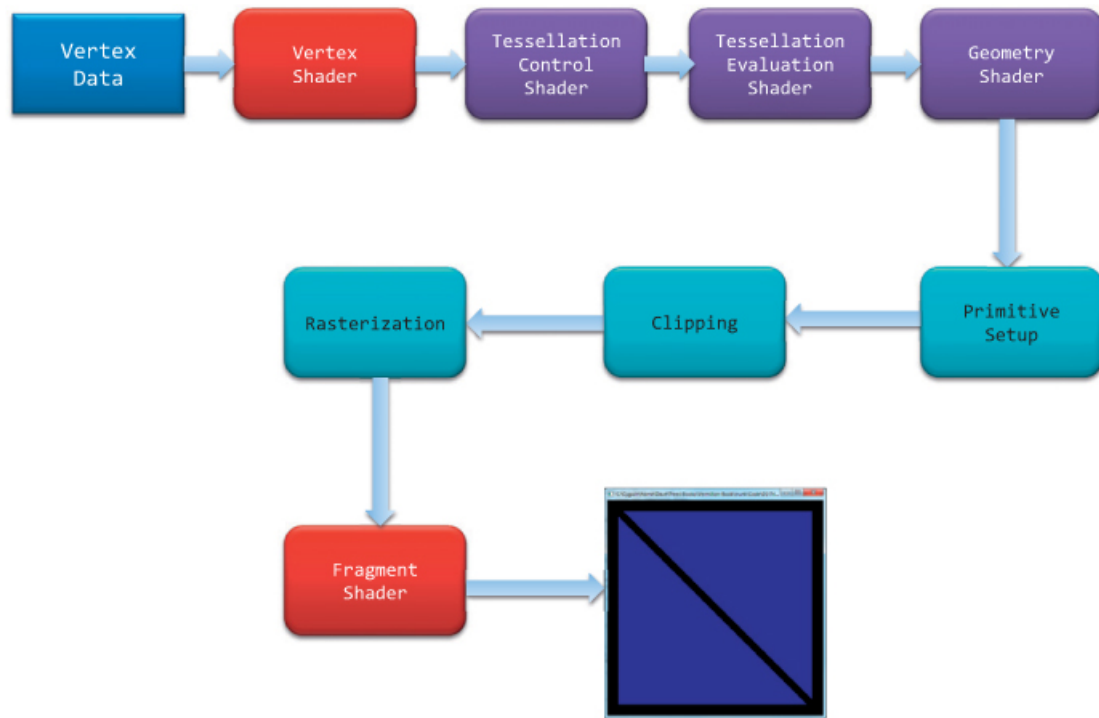 Vertex
Data
Vertex
Shader
Tessellation
Control
Shader
Tessellation
Evaluation
Shader
Geometry
Shader
Primitive
Setup
Clipping
Rasterization
Fragment
Shader